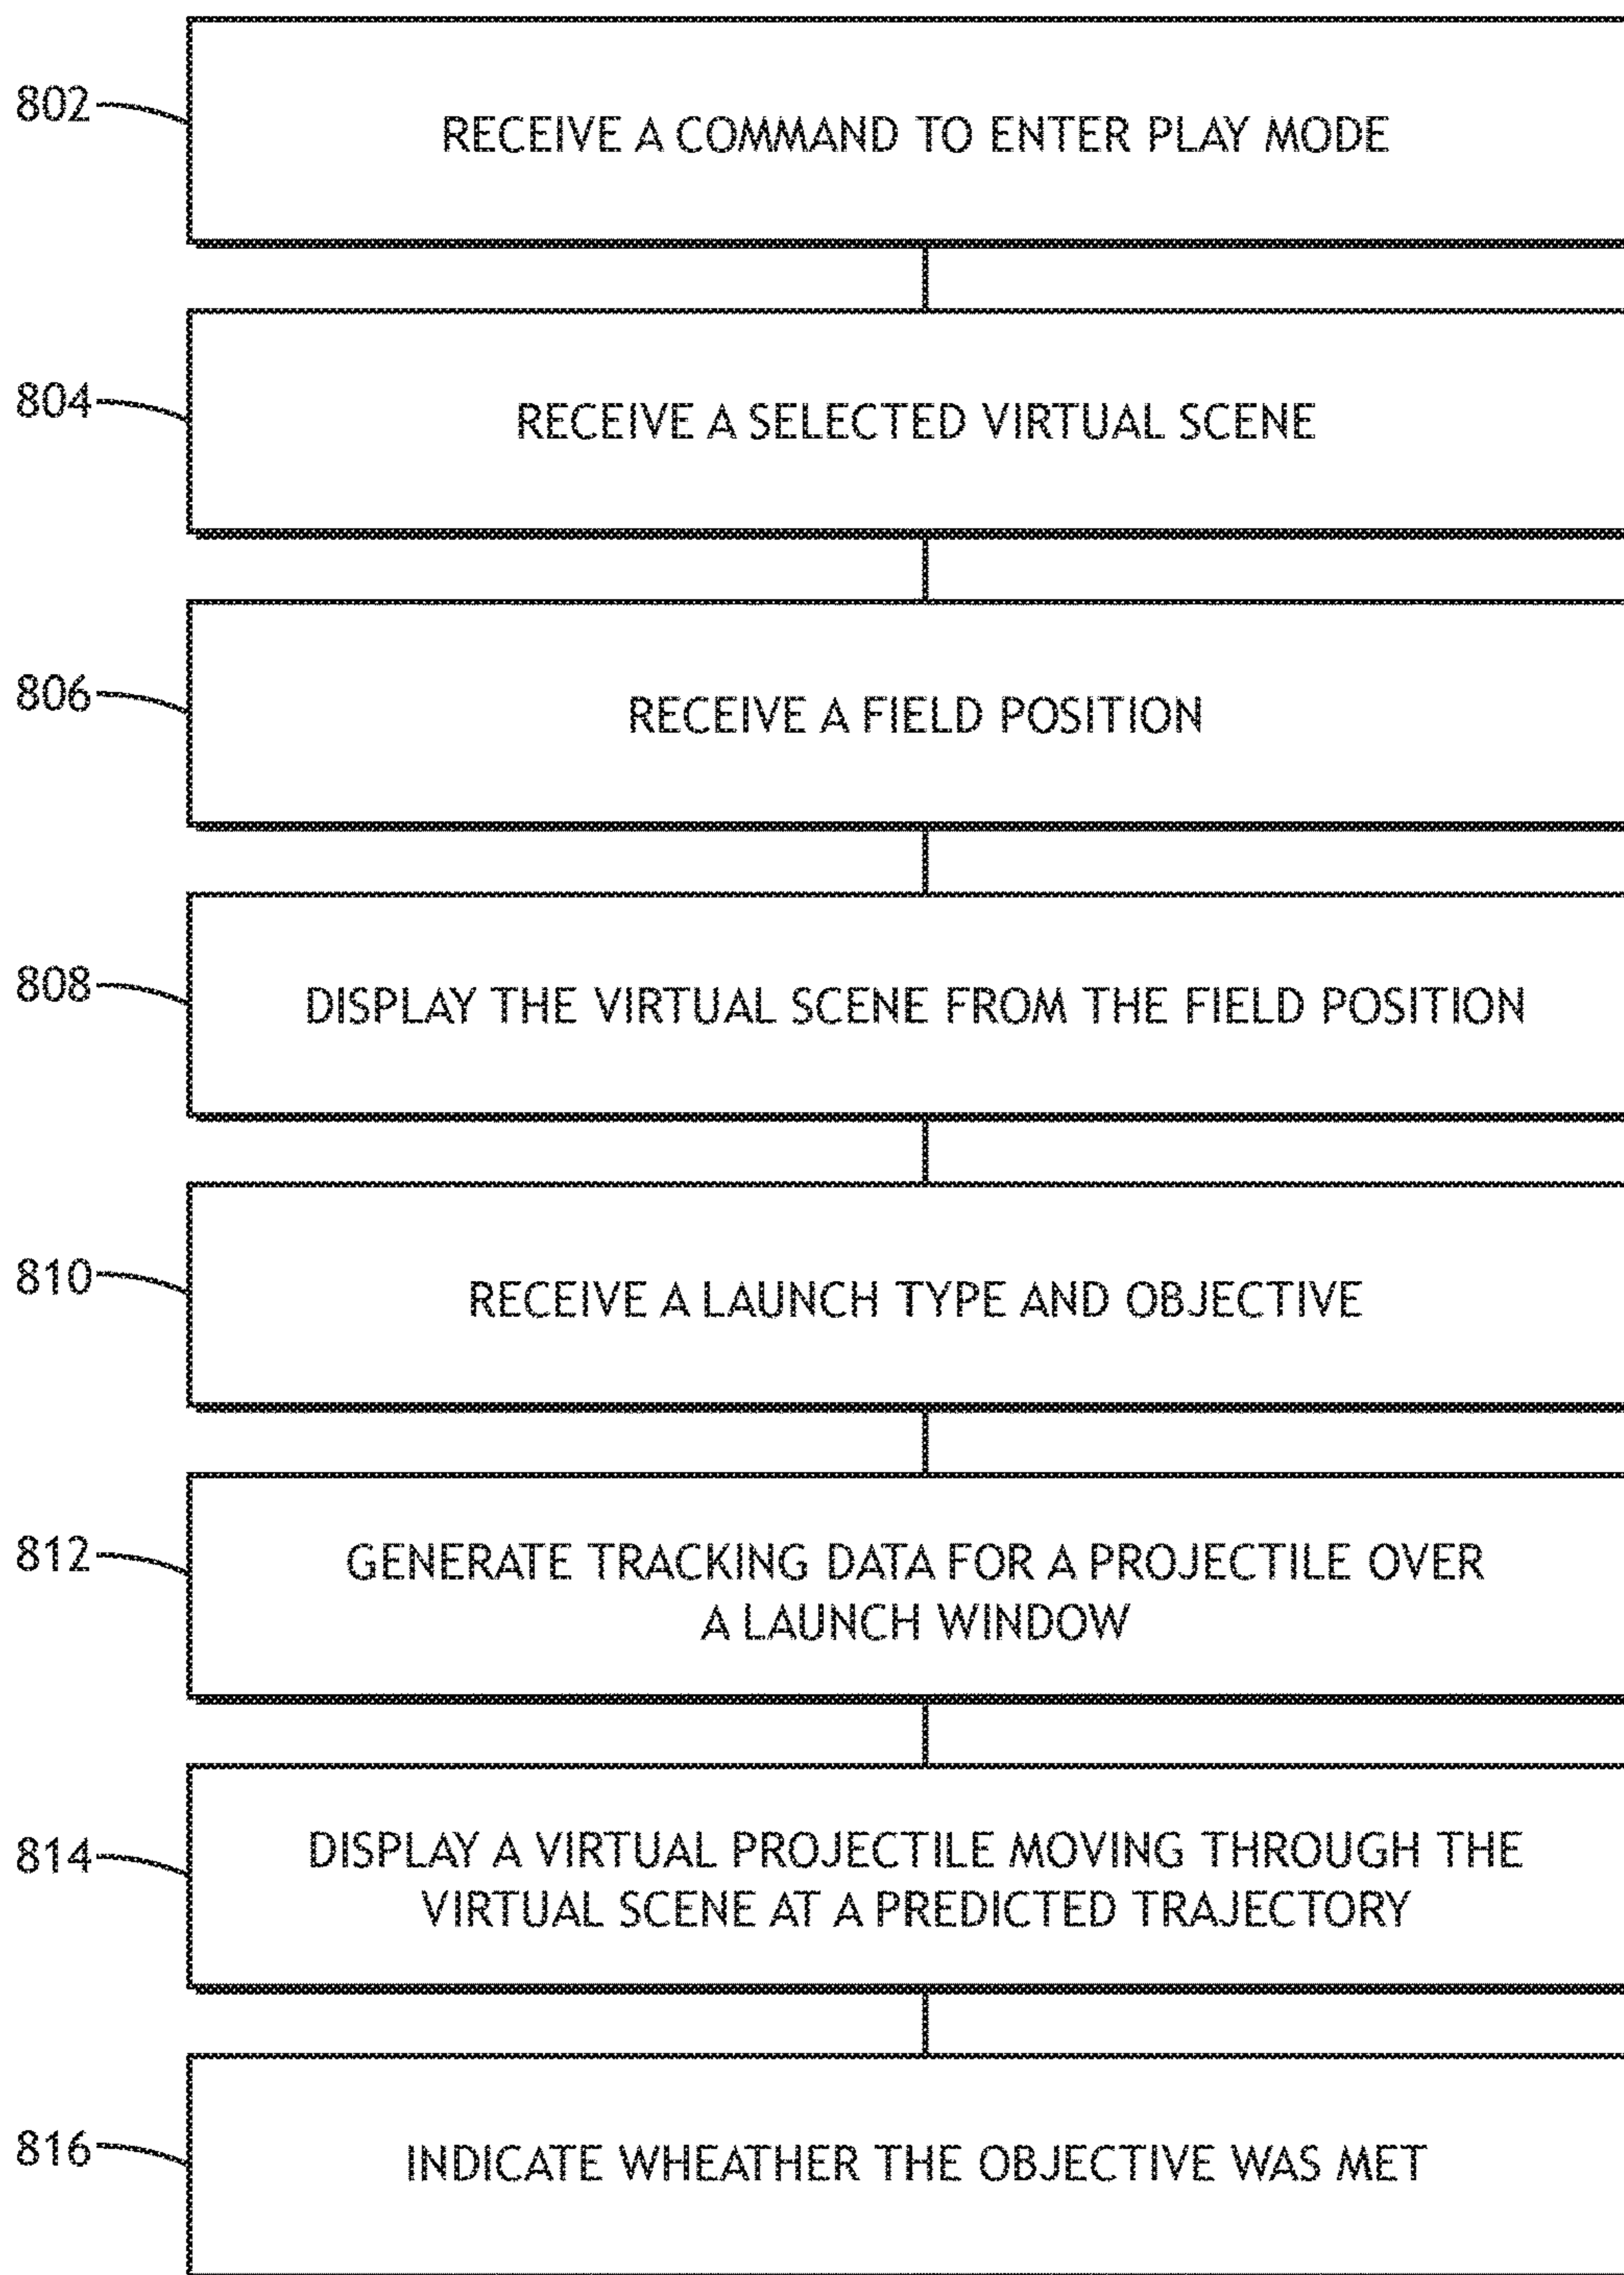 802
RECEIVE A COMMAND TO ENTER PLAY MODE
804
RECEIVE A SELECTED VIRTUAL SCENE
806
RECEIVE A FIELD POSITION
808
DISPLAY THE VIRTUAL SCENE FROM THE FIELD POSITION
810
RECEIVE A LAUNCH TYPE AND OBJECTIVE
812
GENERATE TRACKING DATA FOR A PROJECTILE OVER
A LAUNCH WINDOW
814
DISPLAY A VIRTUAL PROJECTILE MOVING THROUGH THE
VIRTUAL SCENE AT A PREDICTED TRAJECTORY
816
INDICATE WHEATHER THE OBJECTIVE WAS MET